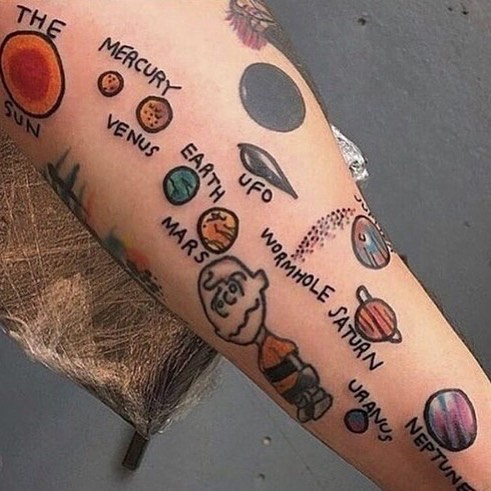 THE
SUN
MERCURY
VENUS
EARTH
MARS
UFO
WORMHOLE
SATURN
URANUS
NEPTUNE